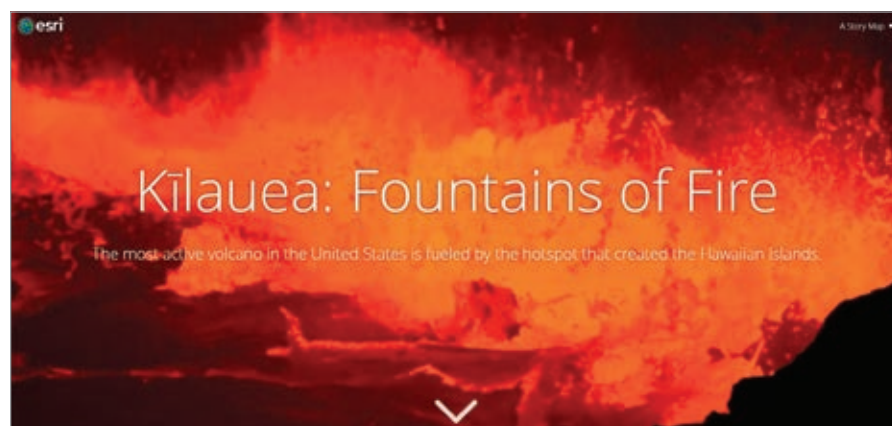 esri
A Story Map
Kīlauea: Fountains of Fire
The most active volcano in the United States is fueled by the hotspot that created the Hawaiian Islands.